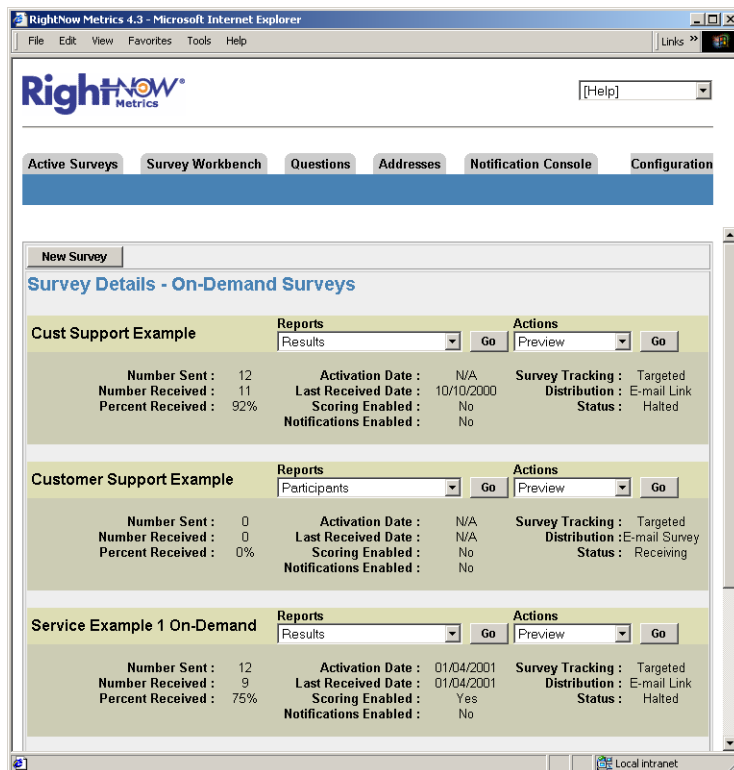 RightNow Metrics 4.3 - Microsoft Internet Explorer
File Edit View Favorites Tools Help Links »
RightNOW®
Metrics
[Help]
Active Surveys Survey Workbench Questions Addresses Notification Console Configuration
New Survey
Survey Details - On-Demand Surveys
Reports Actions
Cust Support Example Results Go Preview Go
Number Sent : 12 Activation Date : N/A Survey Tracking : Targeted
Number Received : 11 Last Received Date : 10/10/2000 Distribution : E-mail Link
Percent Received : 92% Scoring Enabled : No Status : Halted
Notifications Enabled : No
Reports Actions
Customer Support Example Participants Go Preview Go
Number Sent : 0 Activation Date : N/A Survey Tracking : Targeted
Number Received : 0 Last Received Date : N/A Distribution :E-mail Survey
Percent Received : 0% Scoring Enabled : No Status : Receiving
Notifications Enabled : No
Reports Actions
Service Example 1 On-Demand Results Go Preview Go
Number Sent : 12 Activation Date : 01/04/2001 Survey Tracking : Targeted
Number Received : 9 Last Received Date : 01/04/2001 Distribution : E-mail Link
Percent Received : 75% Scoring Enabled : Yes Status : Halted
Notifications Enabled : No
Local intranet